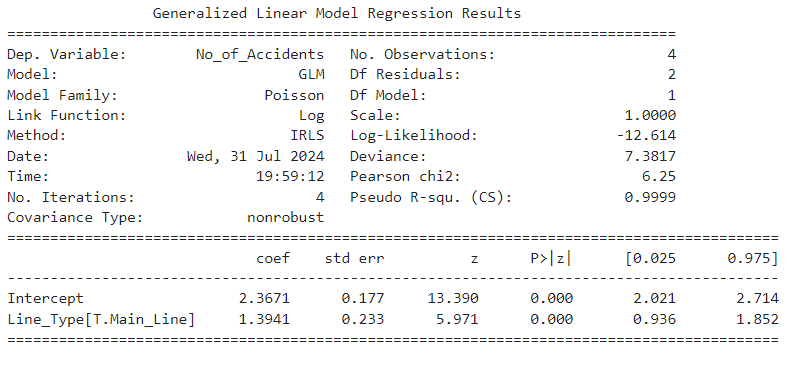 Generalized Linear Model Regression Results
==============================================================================
Dep. Variable: No_of_Accidents No. Observations: 4
Model: GLM Df Residuals: 2
Model Family: Poisson Df Model: 1
Link Function: Log Scale: 1.0000
Method: IRLS Log-Likelihood: -12.614
Date: Wed, 31 Jul 2024 Deviance: 7.3817
Time: 19:59:12 Pearson chi2: 6.25
No. Iterations: 4 Pseudo R-squ. (CS): 0.9999
Covariance Type: nonrobust
==========================================================================================
coef std err z P>|z| [0.025 0.975]
------------------------------------------------------------------------------------------
Intercept 2.3671 0.177 13.390 0.000 2.021 2.714
Line_Type[T.Main_Line] 1.3941 0.233 5.971 0.000 0.936 1.852
==========================================================================================